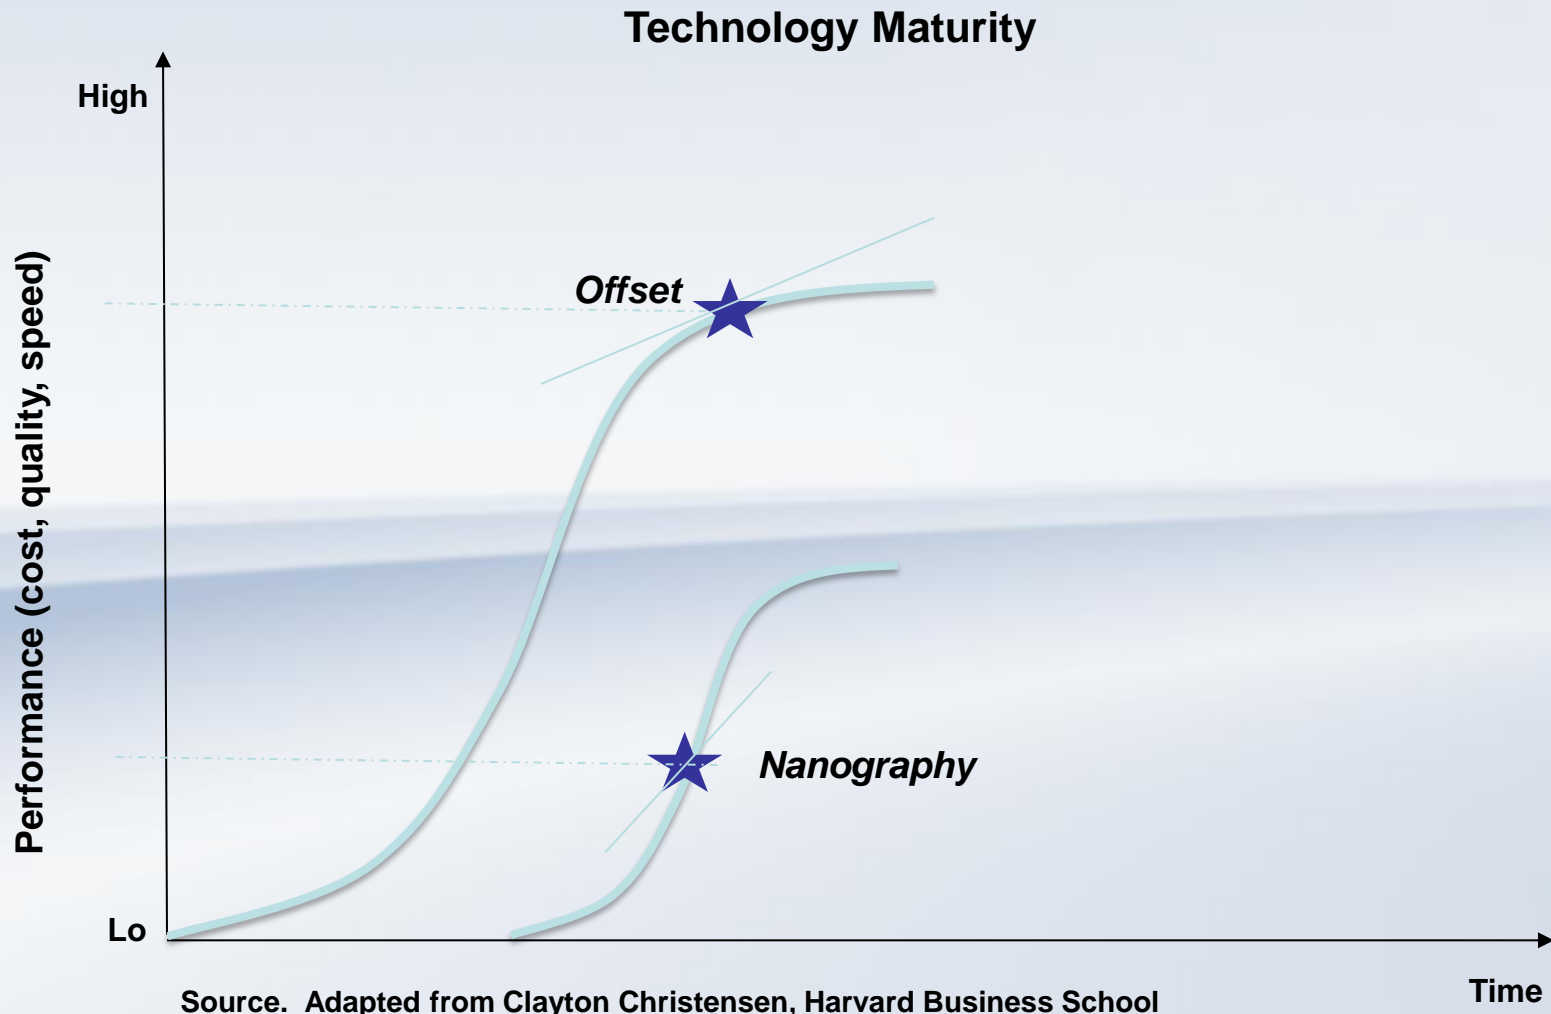 Technology Maturity
High
Performance (cost, quality, speed)
Offset
Nanography
Lo
Time
Source.  Adapted from Clayton Christensen, Harvard Business School